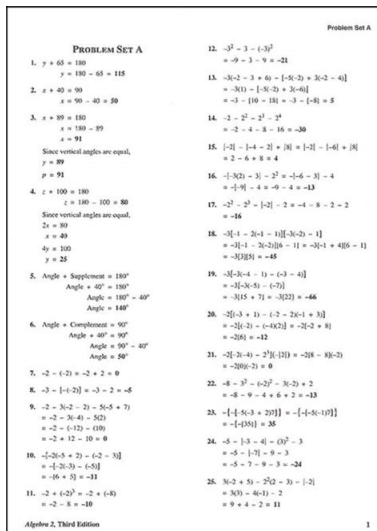 Problem Set A
PROBLEM SET A
1. y + 65 = 180
y = 180 − 65 = 115
2. x + 40 = 90
x = 90 − 40 = 50
3. x + 89 = 180
x = 180 − 89
x = 91
Since vertical angles are equal,
y = 89
p = 91
4. z + 100 = 180
z = 180 − 100 = 80
Since vertical angles are equal,
2x = 80
x = 40
4y = 100
y = 25
5. Angle + Supplement = 180°
Angle + 40° = 180°
Angle = 180° − 40°
Angle = 140°
6. Angle + Complement = 90°
Angle + 40° = 90°
Angle = 90° − 40°
Angle = 50°
7. −2 − (−2) = −2 + 2 = 0
8. −3 − [−(−2)] = −3 − 2 = −5
9. −2 − 3(−2 − 2) − 5(−5 + 7)
= −2 − 3(−4) − 5(2)
= −2 − (−12) − (10)
= −2 + 12 − 10 = 0
10. −[−2(−5 + 2) − (−2 − 3)]
= −[−2(−3) − (−5)]
= −[6 + 5] = −11
11. −2 + (−2)³ = −2 + (−8)
= −2 − 8 = −10
12. −3² − 3 − (−3)²
= −9 − 3 − 9 = −21
13. −3(−2 − 3 + 6) − [−5(−2) + 3(−2 − 4)]
= −3(1) − [−5(−2) + 3(−6)]
= −3 − [10 − 18] = −3 − [−8] = 5
14. −2 − 2² − 2³ − 2⁴
= −2 − 4 − 8 − 16 = −30
15. |−2| − |−4 − 2| + |8| = |−2| − |−6| + |8|
= 2 − 6 + 8 = 4
16. −|−3(2) − 3| − 2² = −|−6 − 3| − 4
= −|−9| − 4 = −9 − 4 = −13
17. −2² − 2³ − |−2| − 2 = −4 − 8 − 2 − 2
= −16
18. −3[−1 − 2(−1 − 1)][−3(−2) − 1]
= −3[−1 − 2(−2)][6 − 1] = −3[−1 + 4][6 − 1]
= −3[3][5] = −45
19. −3[−3(−4 − 1) − (−3 − 4)]
= −3[−3(−5) − (−7)]
= −3[15 + 7] = −3[22] = −66
20. −2[(−3 + 1) − (−2 − 2)(−1 + 3)]
= −2[(−2) − (−4)(2)] = −2[−2 + 8]
= −2[6] = −12
21. −2[−2(−4) − 2³](−|2|) = −2[8 − 8](−2)
= −2[0](−2) = 0
22. −8 − 3² − (−2)² − 3(−2) + 2
= −8 − 9 − 4 + 6 + 2 = −13
23. −{−[−5(−3 + 2)7]} = −{−[−5(−1)7]}
= −{−[35]} = 35
24. −5 − |−3 − 4| − (3)² − 3
= −5 − |−7| − 9 − 3
= −5 − 7 − 9 − 3 = −24
25. 3(−2 + 5) − 2²(2 − 3) − |−2|
= 3(3) − 4(−1) − 2
= 9 + 4 − 2 = 11
Algebra 2, Third Edition
1